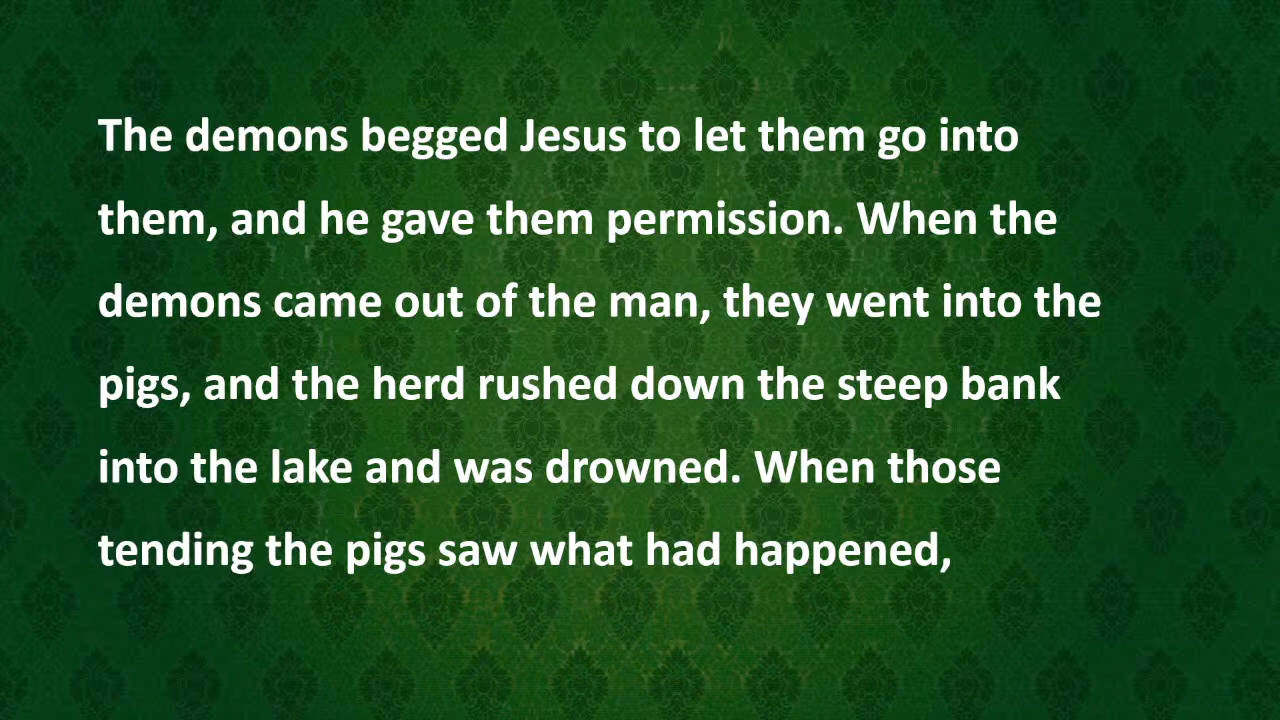 The demons begged Jesus to let them go into
them, and he gave them permission. When the
demons came out of the man, they went into the
pigs, and the herd rushed down the steep bank
into the lake and was drowned. When those
tending the pigs saw what had happened,